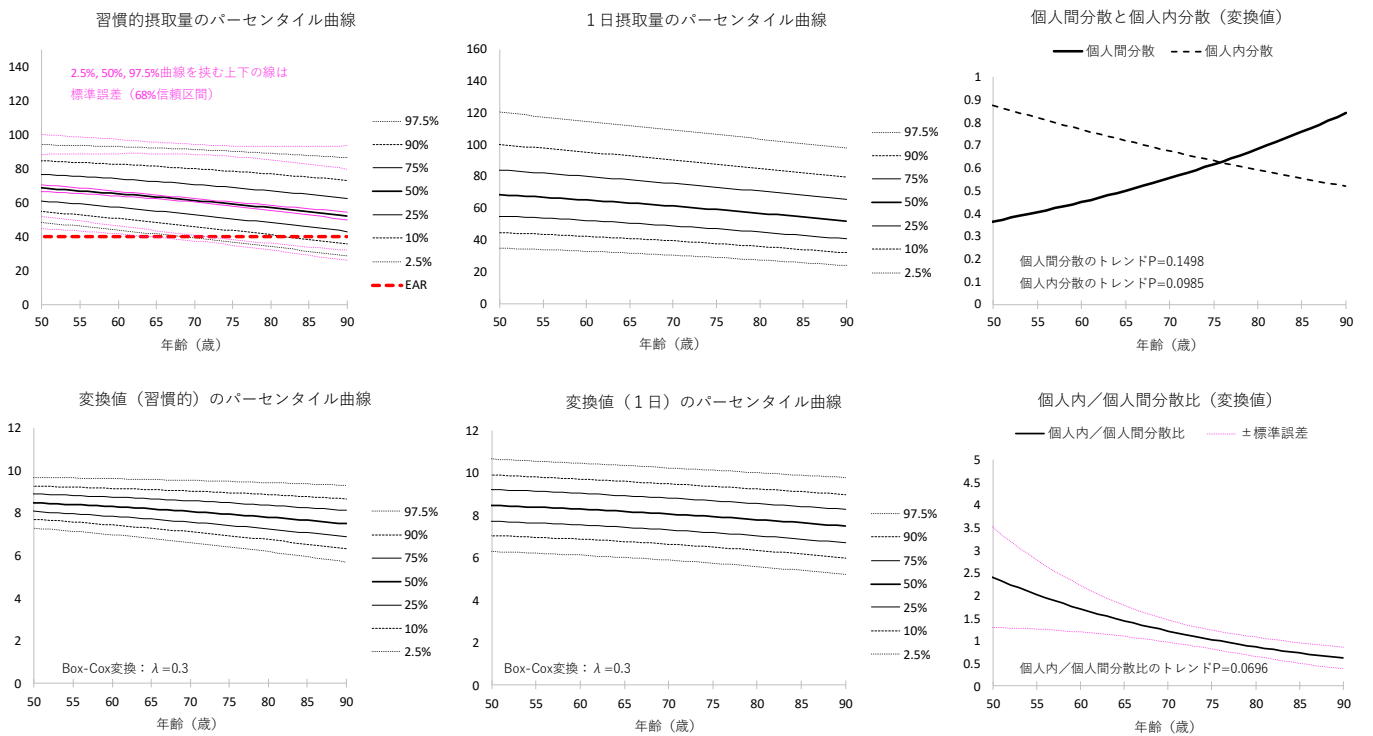 習慣的摂取量のパーセンタイル曲線
140
120
100
80
60
40
20
0
2.5%, 50%, 97.5%曲線を挟む上下の線は
標準誤差（68%信頼区間）
50 55 60 65 70 75 80 85 90
年齢（歳）
97.5%
90%
75%
50%
25%
10%
2.5%
EAR
１日摂取量のパーセンタイル曲線
160
140
120
100
80
60
40
20
0
50 55 60 65 70 75 80 85 90
年齢（歳）
97.5%
90%
75%
50%
25%
10%
2.5%
個人間分散と個人内分散（変換値）
個人間分散 個人内分散
1
0.9
0.8
0.7
0.6
0.5
0.4
0.3
0.2
0.1
0
個人間分散のトレンドP=0.1498
個人内分散のトレンドP=0.0985
50 55 60 65 70 75 80 85 90
年齢（歳）
変換値（習慣的）のパーセンタイル曲線
12
10
8
6
4
2
0
Box-Cox変換：λ=0.3
50 55 60 65 70 75 80 85 90
年齢（歳）
97.5%
90%
75%
50%
25%
10%
2.5%
変換値（１日）のパーセンタイル曲線
12
10
8
6
4
2
0
Box-Cox変換：λ=0.3
50 55 60 65 70 75 80 85 90
年齢（歳）
97.5%
90%
75%
50%
25%
10%
2.5%
個人内／個人間分散比（変換値）
個人内／個人間分散比 ±標準誤差
5
4.5
4
3.5
3
2.5
2
1.5
1
0.5
0
個人内／個人間分散比のトレンドP=0.0696
50 55 60 65 70 75 80 85 90
年齢（歳）